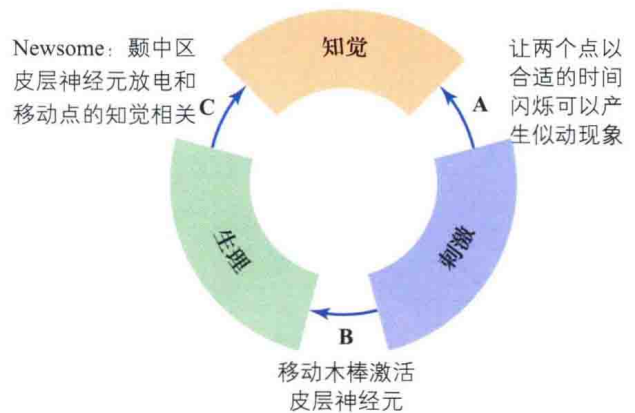 知觉
Newsome：颞中区
皮层神经元放电和
移动点的知觉相关
C
让两个点以
合适的时间
闪烁可以产
生似动现象
A
生理
刺激
B
移动木棒激活
皮层神经元